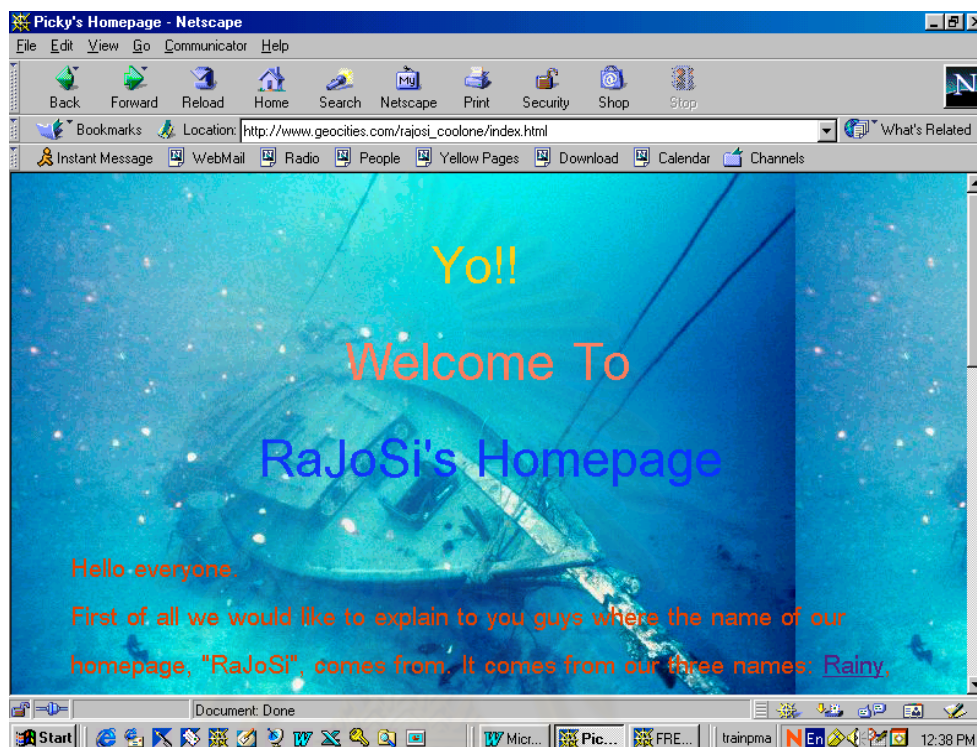 Picky's Homepage - Netscape
File Edit View Go Communicator Help
Back Forward Reload Home Search Netscape Print Security Shop Stop
My
N
Bookmarks Location: http://www.geocities.com/rajosi_coolone/index.html What's Related
Instant Message WebMail Radio People Yellow Pages Download Calendar Channels
Yo!!
Welcome To
RaJoSi's Homepage
Hello everyone.
First of all we would like to explain to you guys where the name of our
homepage, "RaJoSi", comes from. It comes from our three names: Rainy,
Document: Done
Start Micr... Pic... FRE... trainpma N En 12:38 PM